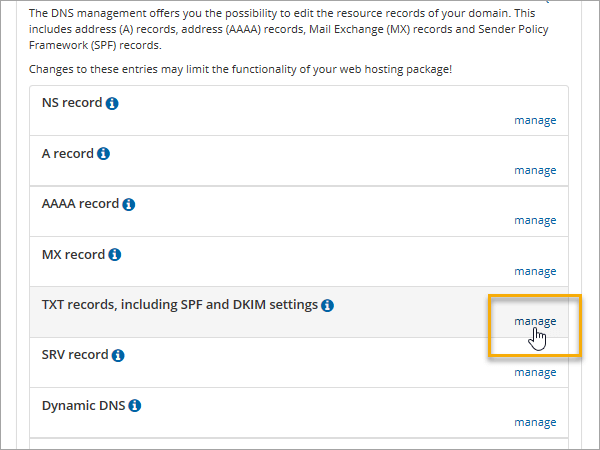 The DNS management offers you the possibility to edit the resource records of your domain. This
includes address (A) records, address (AAAA) records, Mail Exchange (MX) records and Sender Policy
Framework (SPF) records.
Changes to these entries may limit the functionality of your web hosting package!
NS record
manage
A record
manage
AAAA record
manage
MX record
manage
TXT records, including SPF and DKIM settings
manage
SRV record
manage
Dynamic DNS
manage